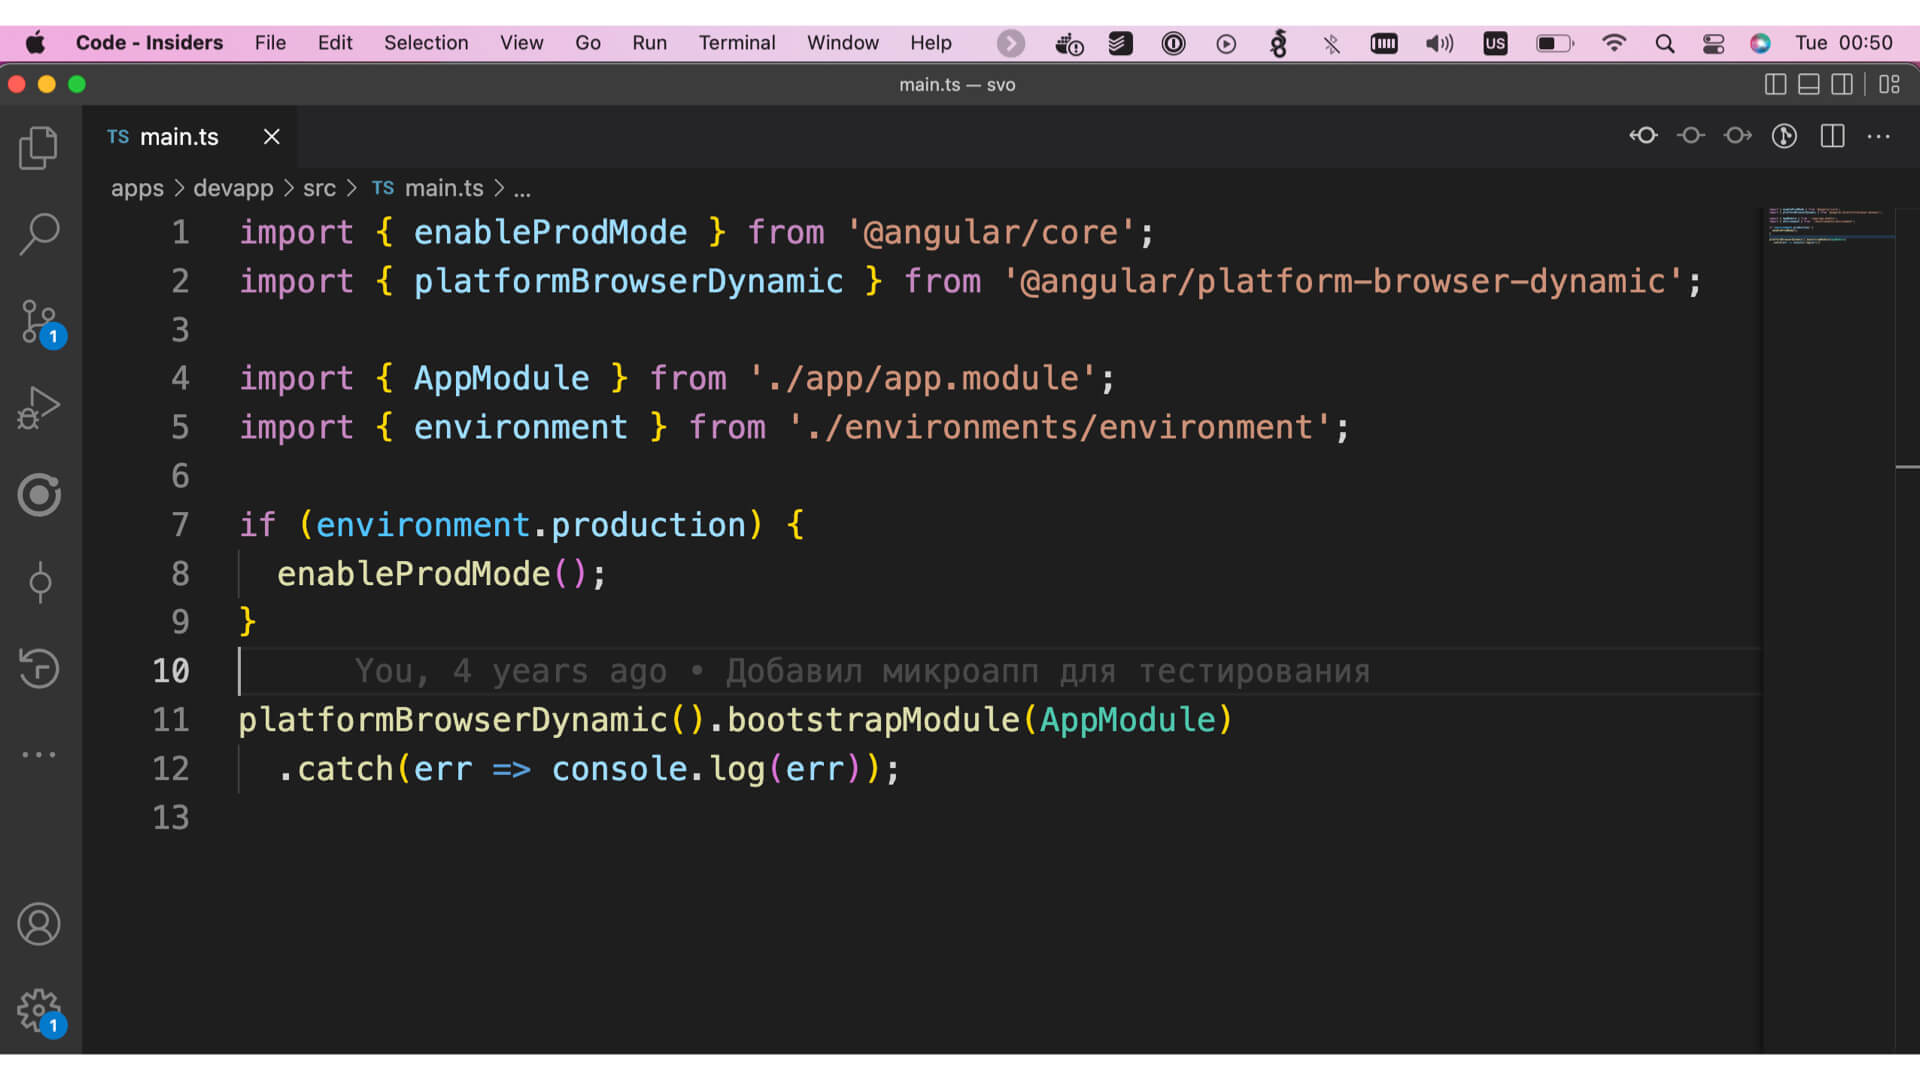 Code - Insiders File Edit Selection View Go Run Terminal Window Help US Tue 00:50
main.ts — svo
TS main.ts
apps > devapp > src > TS main.ts > ...
1 import { enableProdMode } from '@angular/core';
2 import { platformBrowserDynamic } from '@angular/platform-browser-dynamic';
3
4 import { AppModule } from './app/app.module';
5 import { environment } from './environments/environment';
6
7 if (environment.production) {
8 enableProdMode();
9 }
10 You, 4 years ago • Добавил микроапп для тестирования
11 platformBrowserDynamic().bootstrapModule(AppModule)
12 .catch(err => console.log(err));
13
1
1